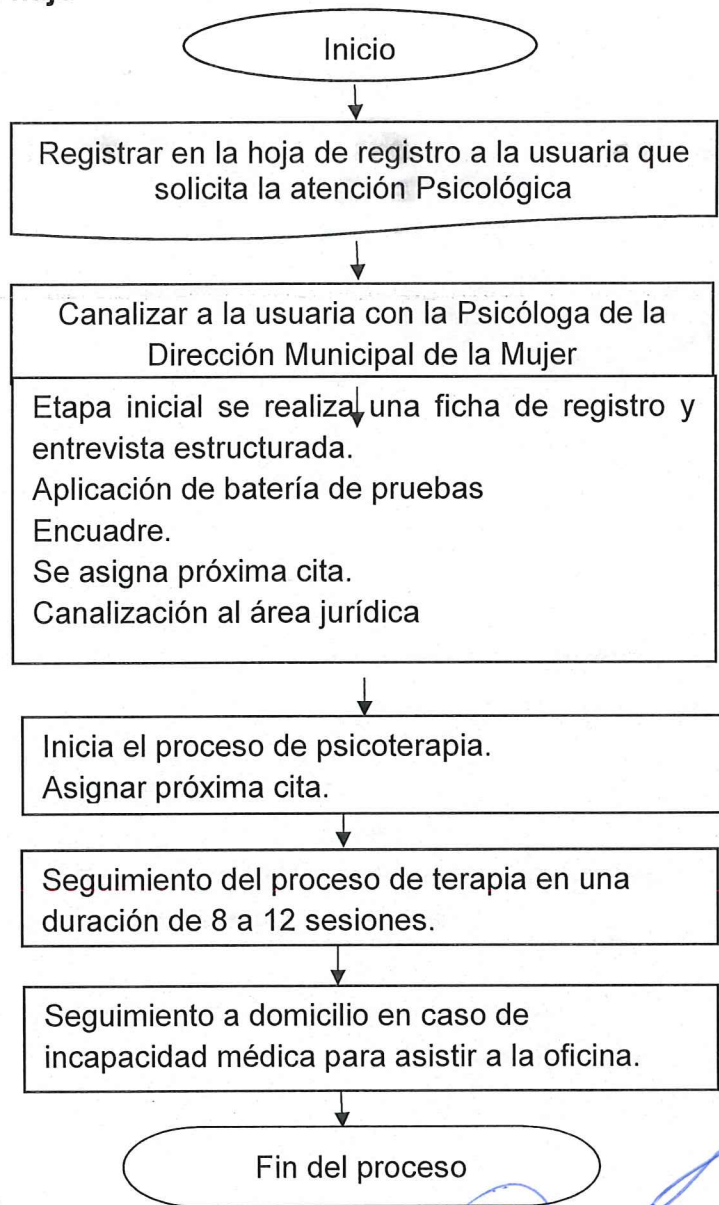 Inicio
Registrar en la hoja de registro a la usuaria que
solicita la atención Psicológica
Canalizar a la usuaria con la Psicóloga de la
Dirección Municipal de la Mujer
Etapa inicial se realiza una ficha de registro y
entrevista estructurada.
Aplicación de batería de pruebas
Encuadre.
Se asigna próxima cita.
Canalización al área jurídica
Inicia el proceso de psicoterapia.
Asignar próxima cita.
Seguimiento del proceso de terapia en una
duración de 8 a 12 sesiones.
Seguimiento a domicilio en caso de
incapacidad médica para asistir a la oficina.
Fin del proceso